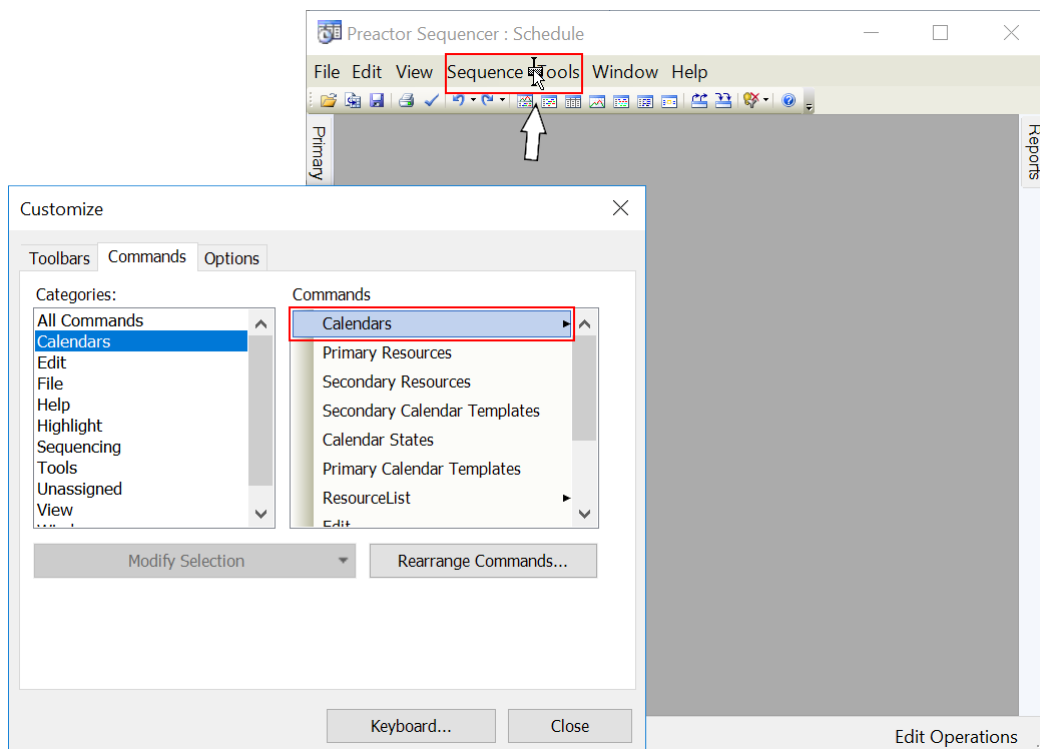 Preactor Sequencer : Schedule
File Edit View Sequence Tools Window Help
Primary
Reports
Customize
Toolbars Commands Options
Categories:
All Commands
Calendars
Edit
File
Help
Highlight
Sequencing
Tools
Unassigned
View
Commands
Calendars
Primary Resources
Secondary Resources
Secondary Calendar Templates
Calendar States
Primary Calendar Templates
ResourceList
Edit
Modify Selection
Rearrange Commands...
Keyboard...
Close
Edit Operations